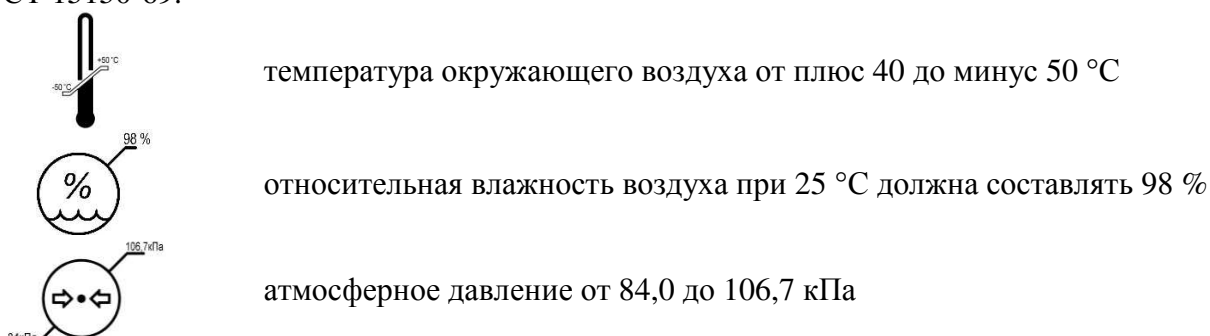 СТ 15150-69:
+50 °C
температура окружающего воздуха от плюс 40 до минус 50 °С
-50 °C
98 %
%
относительная влажность воздуха при 25 °С должна составлять 98 %
106,7кПа
атмосферное давление от 84,0 до 106,7 кПа